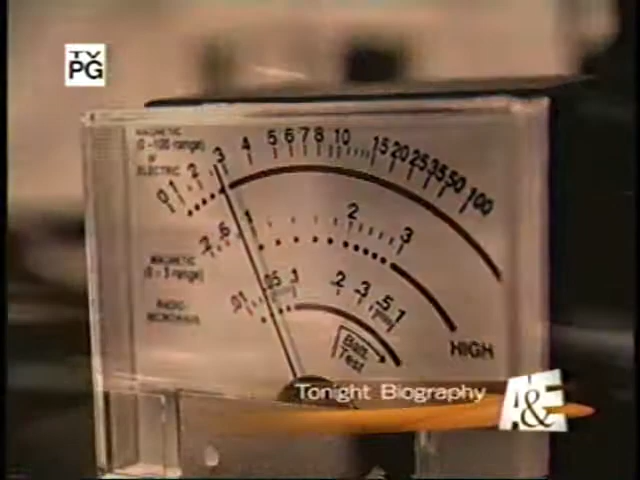 TV
PG
MAGNETIC
(0-100 range)
or
ELECTRIC
0 1 2 3 4 5 6 7 8 10 15 20 25 35 50 100
.2 .6 1 2 3
MAGNETIC
(0-3 range)
RADIO/
MICROWAVE
.01 .05 .1 .2 .3 .5 1
Batt.
Test
HIGH
Tonight Biography
A&E